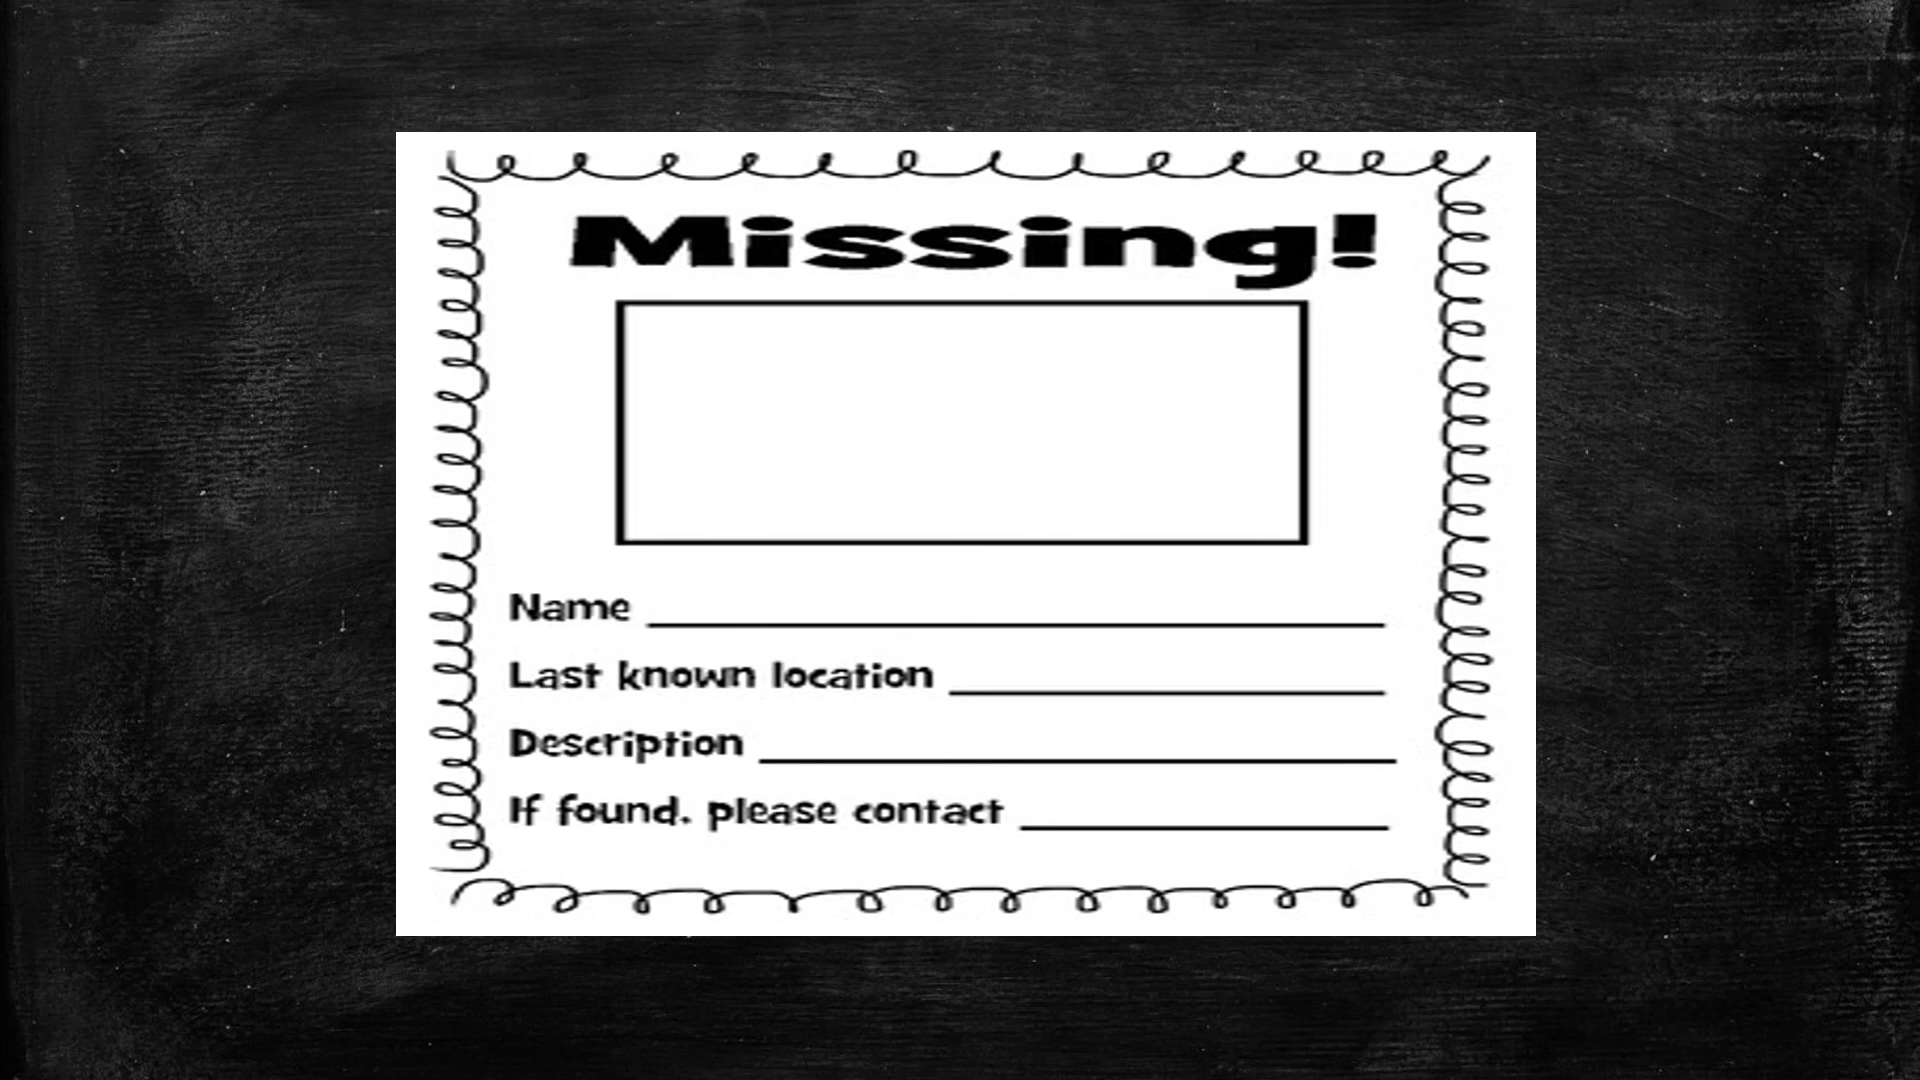 Missing!
Name
Last known location
Description
If found, please contact